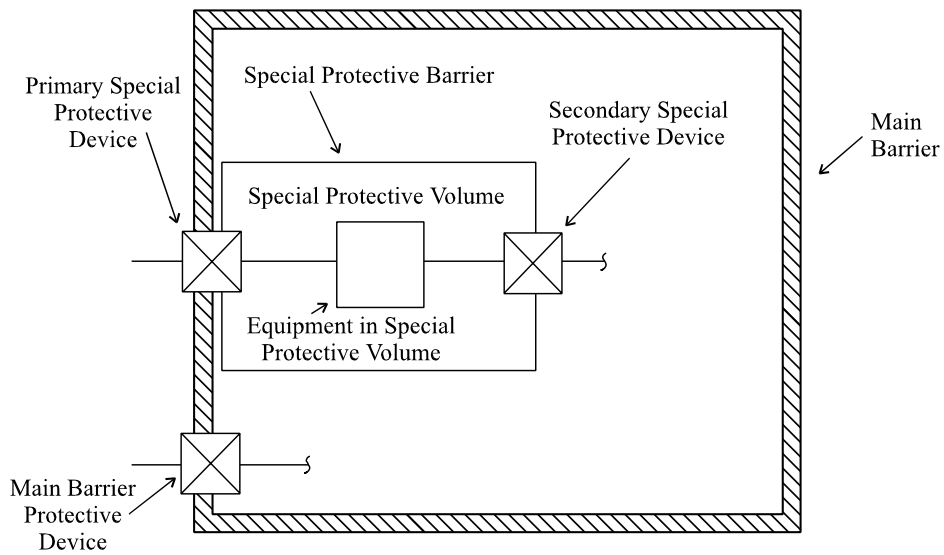 Special Protective Barrier
Primary Special
Protective
Device
Secondary Special
Protective Device
Main
Barrier
Special Protective Volume
Equipment in Special
Protective Volume
Main Barrier
Protective
Device